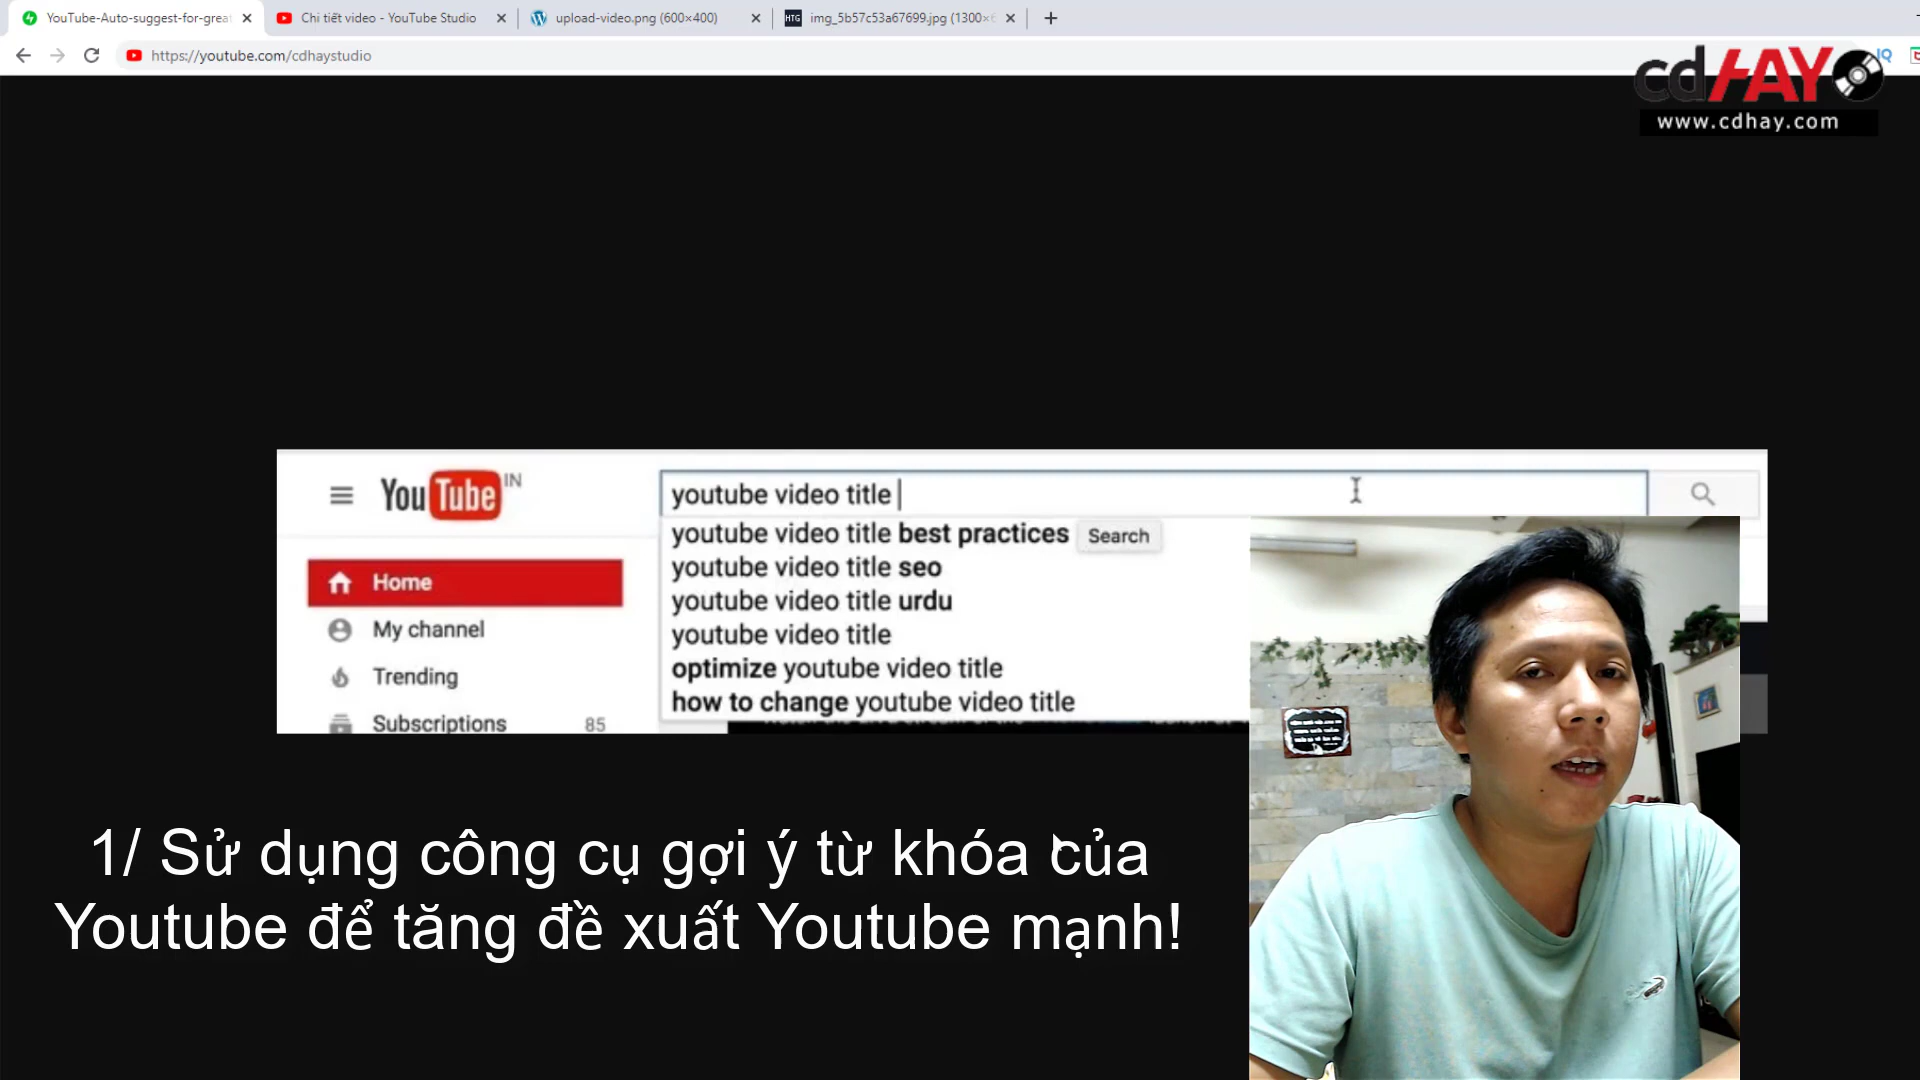 YouTube-Auto-suggest-for-great
Chi tiết video - YouTube Studio
upload-video.png (600×400)
HTG
img_5b57c53a67699.jpg (1300×6
https://youtube.com/cdhaystudio
IQ
cdHAY
www.cdhay.com
YouTube IN
youtube video title
youtube video title best practices Search
youtube video title seo
youtube video title urdu
youtube video title
optimize youtube video title
how to change youtube video title
Home
My channel
Trending
Subscriptions 85
1/ Sử dụng công cụ gợi ý từ khóa của
Youtube để tăng đề xuất Youtube mạnh!